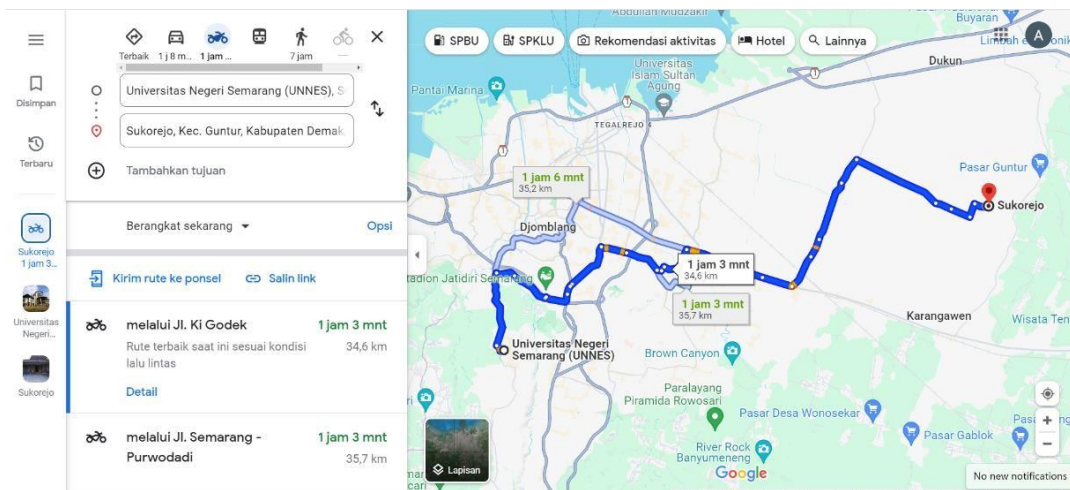 Terbaik
1 j 8 m...
1 jam ...
7 jam
Disimpan
Terbaru
Sukorejo
1 jam 3...
Universitas
Negeri...
Sukorejo
Universitas Negeri Semarang (UNNES), S
Sukorejo, Kec. Guntur, Kabupaten Demak
Tambahkan tujuan
Berangkat sekarang
Opsi
Kirim rute ke ponsel
Salin link
melalui Jl. Ki Godek
1 jam 3 mnt
Rute terbaik saat ini sesuai kondisi
lalu lintas
34,6 km
Detail
melalui Jl. Semarang -
Purwodadi
1 jam 3 mnt
35,7 km
SPBU
SPKLU
Rekomendasi aktivitas
Hotel
Lainnya
A
Abdullah Mudzakir
Buyaran
Dukun
Universitas
Islam Sultan
Agung
Pantai Marina
TEGALREJO
1 jam 6 mnt
35,2 km
Pasar Guntur
Sukorejo
Djomblang
1 jam 3 mnt
34,6 km
1 jam 3 mnt
35,7 km
Stadion Jatidiri Semarang
Karangawen
Wisata Ten
Universitas Negeri
Semarang (UNNES)
Brown Canyon
Paralayang
Piramida Rowosari
Pasar Desa Wonosekar
Pasar Gablok
River Rock
Banyumeneng
Lapisan
Google
No new notifications